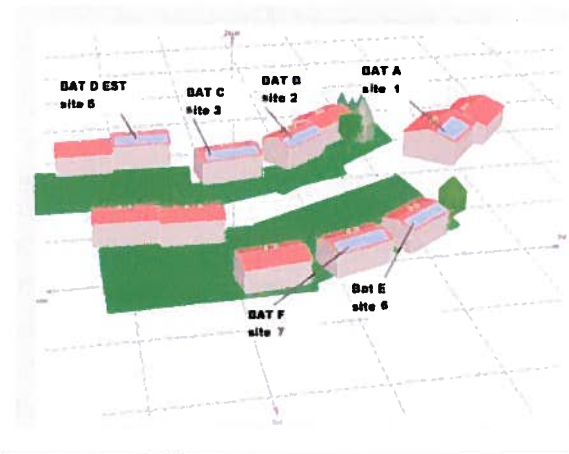 BAT D EST
site 5
BAT C
site 3
BAT B
site 2
BAT A
site 1
Bat E
site 6
BAT F
site 7